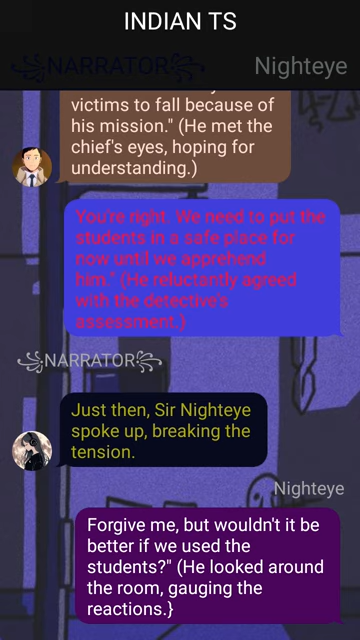 INDIAN TS
꧁NARRATOR꧂ Nighteye
victims to fall because of
his mission." (He met the
chief's eyes, hoping for
understanding.)
You're right. We need to put the
students in a safe place for
now until we apprehend
him." (He reluctantly agreed
with the detective's
assessment.)
꧁NARRATOR꧂
Just then, Sir Nighteye
spoke up, breaking the
tension.
Nighteye
Forgive me, but wouldn't it be
better if we used the
students?" (He looked around
the room, gauging the
reactions.}